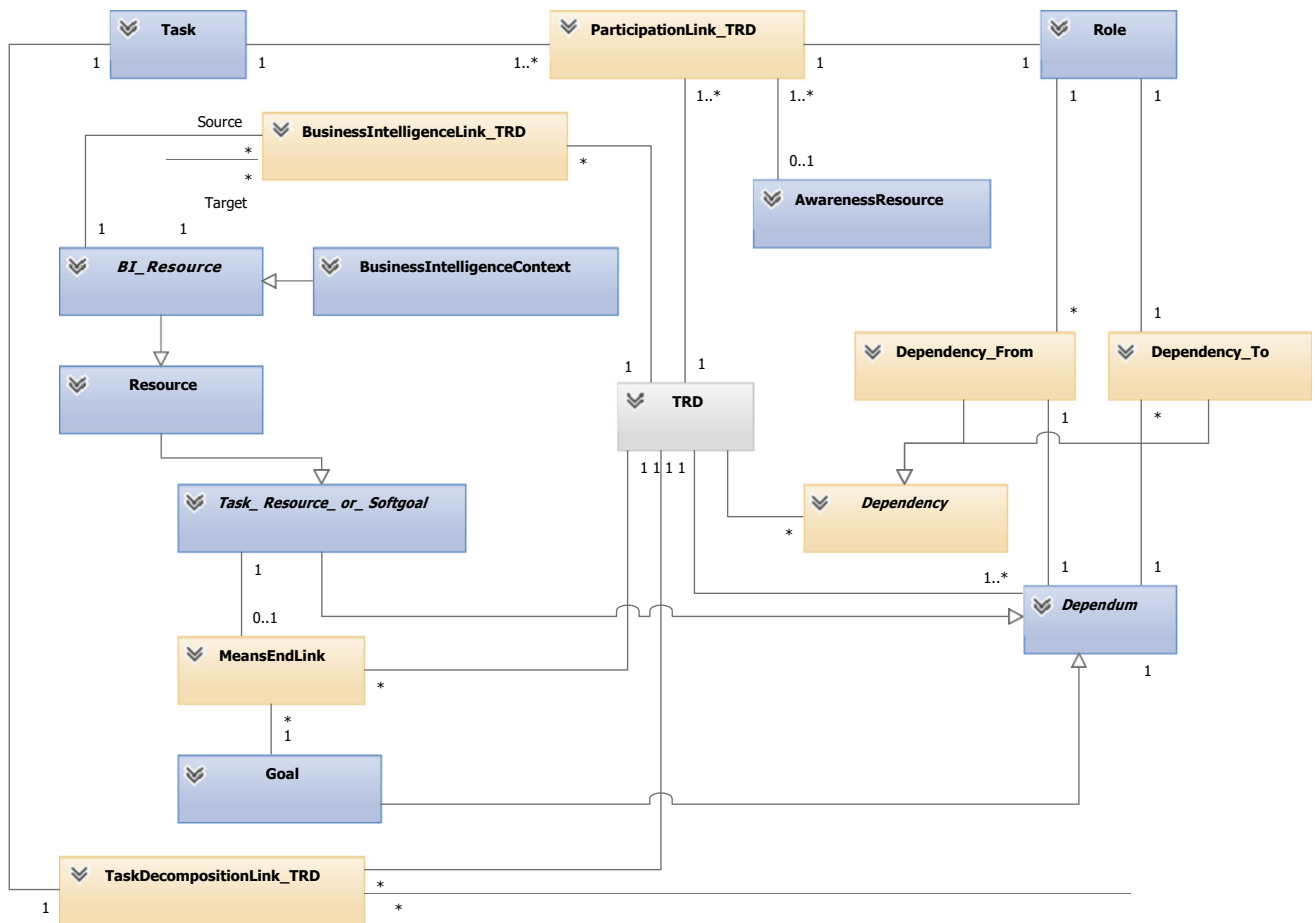 Task
ParticipationLink_TRD
Role
1
1
1..*
1
1
1..*
1..*
1
1
Source
BusinessIntelligenceLink_TRD
*
*
*
0..1
Target
AwarenessResource
1
1
BI_Resource
BusinessIntelligenceContext
*
1
Dependency_From
Dependency_To
1
1
Resource
TRD
1
*
1 1 1 1
Task_ Resource_ or_ Softgoal
Dependency
*
1
1..*
1
1
0..1
Dependum
MeansEndLink
*
1
*
1
Goal
TaskDecompositionLink_TRD
*
1
*